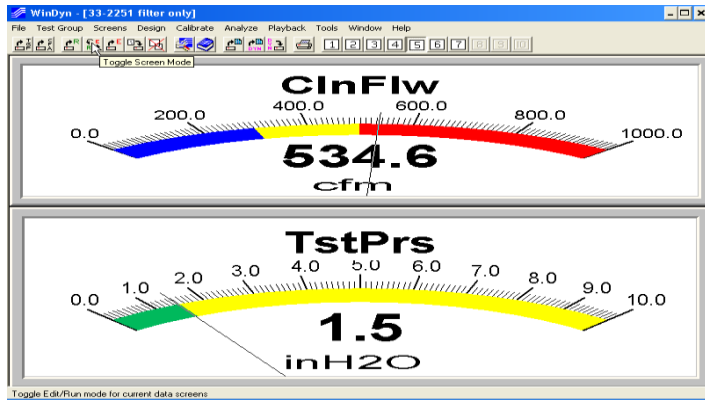 WinDyn - [33-2251 filter only]
File Test Group Screens Design Calibrate Analyze Playback Tools Window Help
1 2 3 4 5 6 7 8 9 10
Toggle Screen Mode
ClnFlw
0.0 200.0 400.0 600.0 800.0 1000.0
534.6
cfm
TstPrs
0.0 1.0 2.0 3.0 4.0 5.0 6.0 7.0 8.0 9.0 10.0
1.5
inH2O
Toggle Edit/Run mode for current data screens